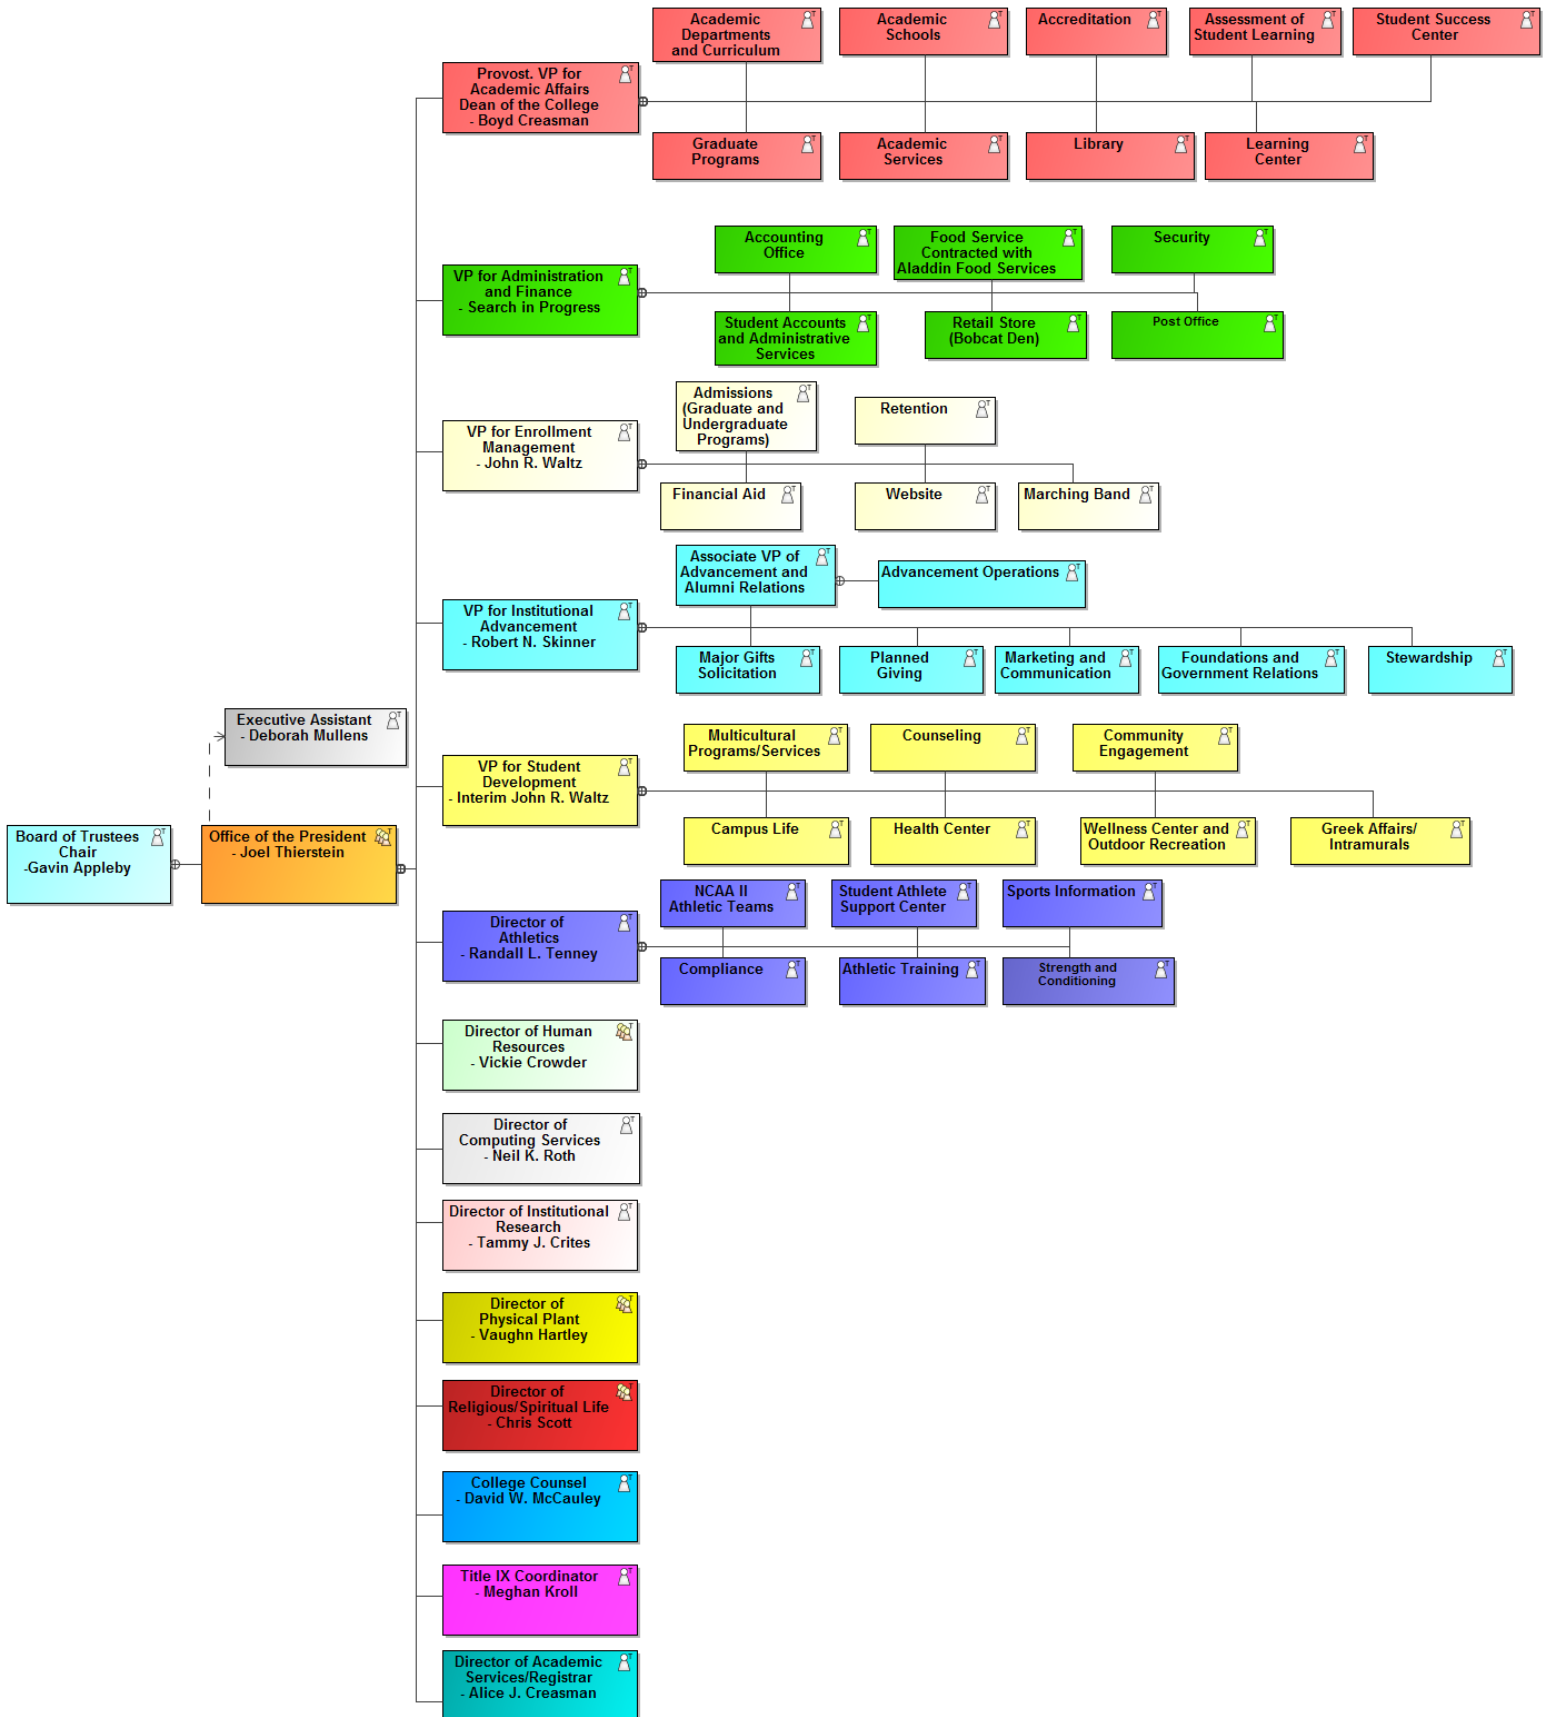 Academic
Departments
and Curriculum
Academic
Schools
Accreditation
Assessment of
Student Learning
Student Success
Center
Provost. VP for
Academic Affairs
Dean of the College
- Boyd Creasman
Graduate
Programs
Academic
Services
Library
Learning
Center
Accounting
Office
Food Service
Contracted with
Aladdin Food Services
Security
VP for Administration
and Finance
- Search in Progress
Student Accounts
and Administrative
Services
Retail Store
(Bobcat Den)
Post Office
Admissions
(Graduate and
Undergraduate
Programs)
Retention
VP for Enrollment
Management
- John R. Waltz
Financial Aid
Website
Marching Band
Associate VP of
Advancement and
Alumni Relations
Advancement Operations
VP for Institutional
Advancement
- Robert N. Skinner
Major Gifts
Solicitation
Planned
Giving
Marketing and
Communication
Foundations and
Government Relations
Stewardship
Executive Assistant
- Deborah Mullens
Multicultural
Programs/Services
Counseling
Community
Engagement
VP for Student
Development
- Interim John R. Waltz
Campus Life
Health Center
Wellness Center and
Outdoor Recreation
Greek Affairs/
Intramurals
Board of Trustees
Chair
-Gavin Appleby
Office of the President
- Joel Thierstein
NCAA II
Athletic Teams
Student Athlete
Support Center
Sports Information
Director of
Athletics
- Randall L. Tenney
Compliance
Athletic Training
Strength and
Conditioning
Director of Human
Resources
- Vickie Crowder
Director of
Computing Services
- Neil K. Roth
Director of Institutional
Research
- Tammy J. Crites
Director of
Physical Plant
- Vaughn Hartley
Director of
Religious/Spiritual Life
- Chris Scott
College Counsel
- David W. McCauley
Title IX Coordinator
- Meghan Kroll
Director of Academic
Services/Registrar
- Alice J. Creasman